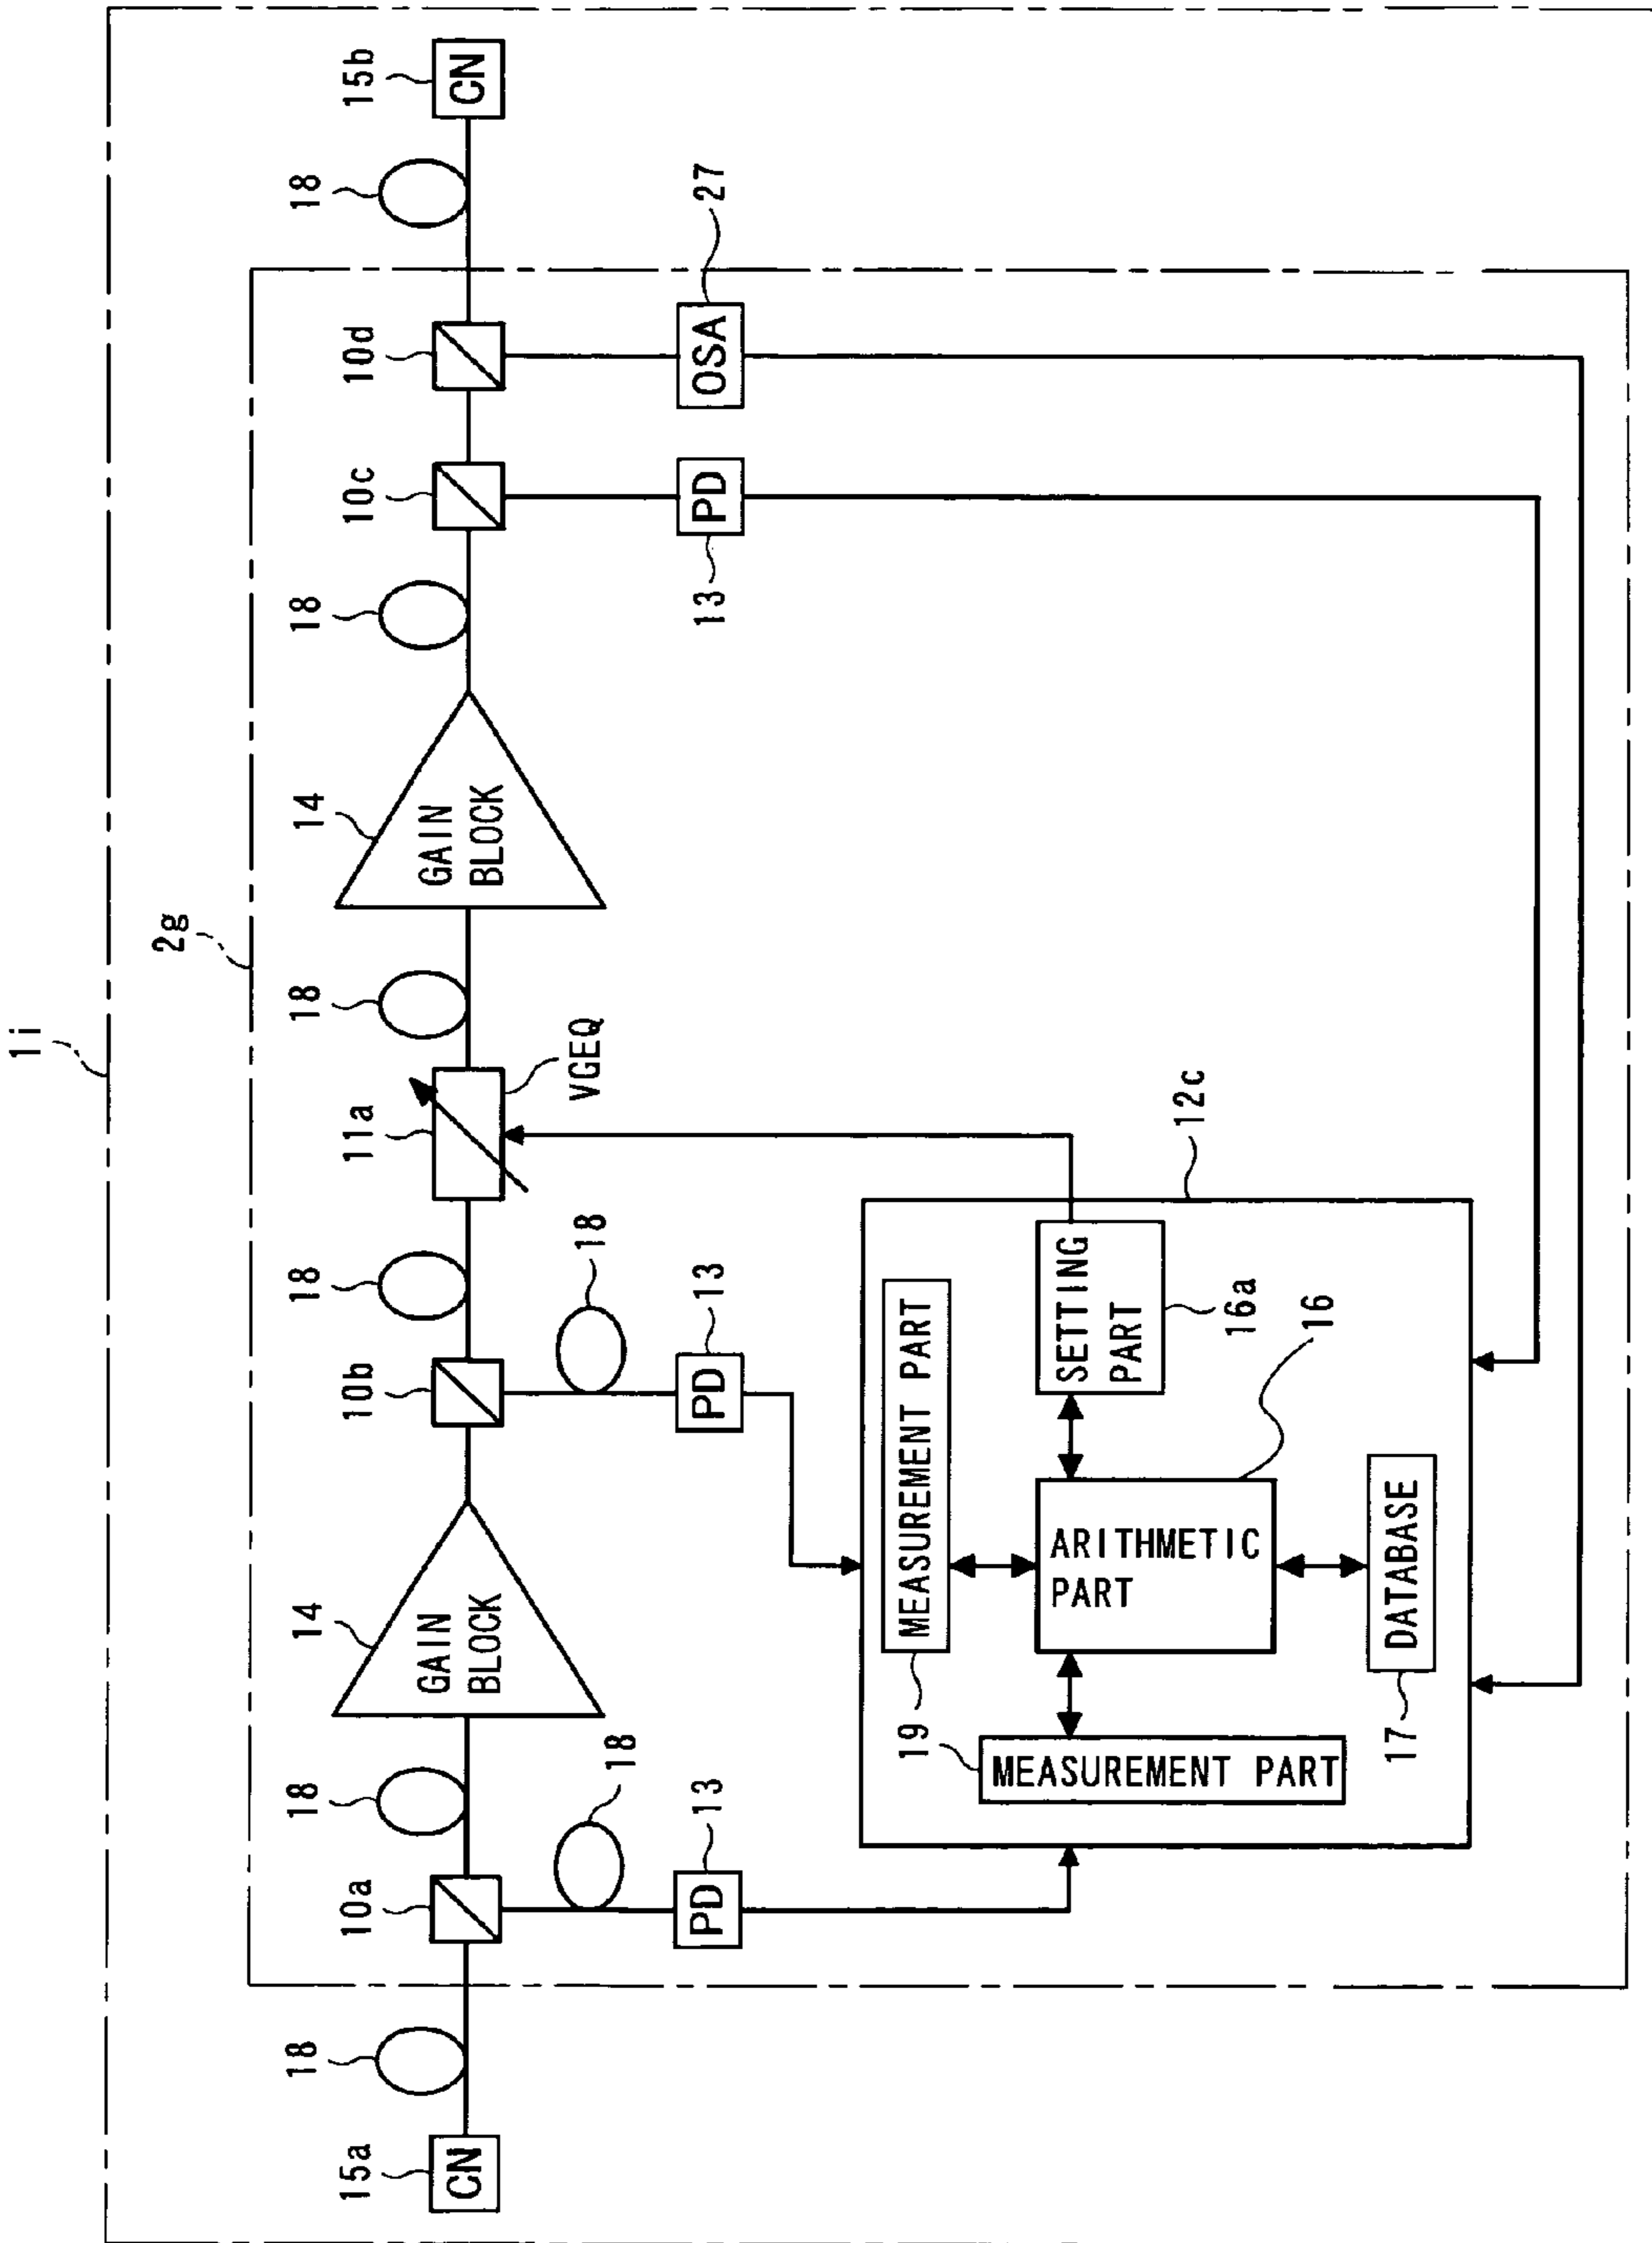 1i
2g
15a
CN
18
10a
18
18
13
PD
14
GAIN
BLOCK
10b
18
18
13
PD
11a
VGEQ
18
14
GAIN
BLOCK
18
10c
13
PD
10d
27
OSA
18
15b
CN
12c
19
MEASUREMENT PART
MEASUREMENT PART
ARITHMETIC
PART
16
SETTING
PART
16a
17
DATABASE